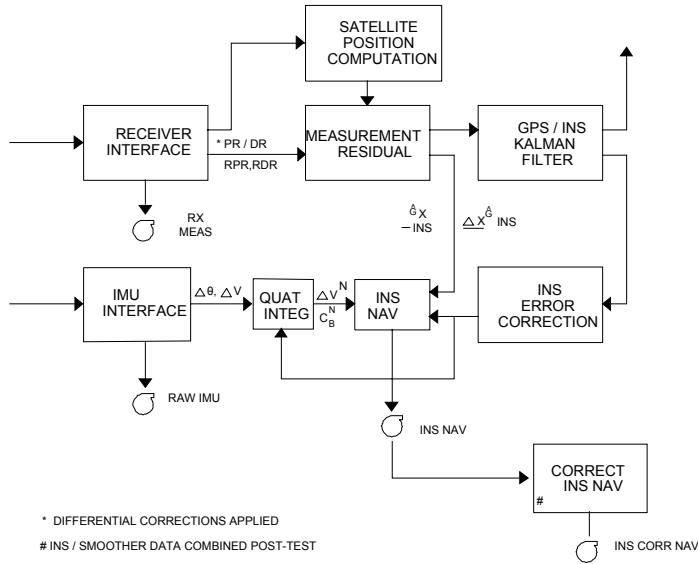 SATELLITE
POSITION
COMPUTATION
RECEIVER
INTERFACE
* PR / DR
RPR,RDR
MEASUREMENT
RESIDUAL
GPS / INS
KALMAN
FILTER
RX
MEAS
Â
G X
– INS
Δ X Â G INS
IMU
INTERFACE
Δθ, ΔV
QUAT
INTEG
ΔV N
C B N
INS
NAV
INS
ERROR
CORRECTION
RAW IMU
INS NAV
CORRECT
INS NAV
#
* DIFFERENTIAL CORRECTIONS APPLIED
# INS / SMOOTHER DATA COMBINED POST-TEST
INS CORR NAV